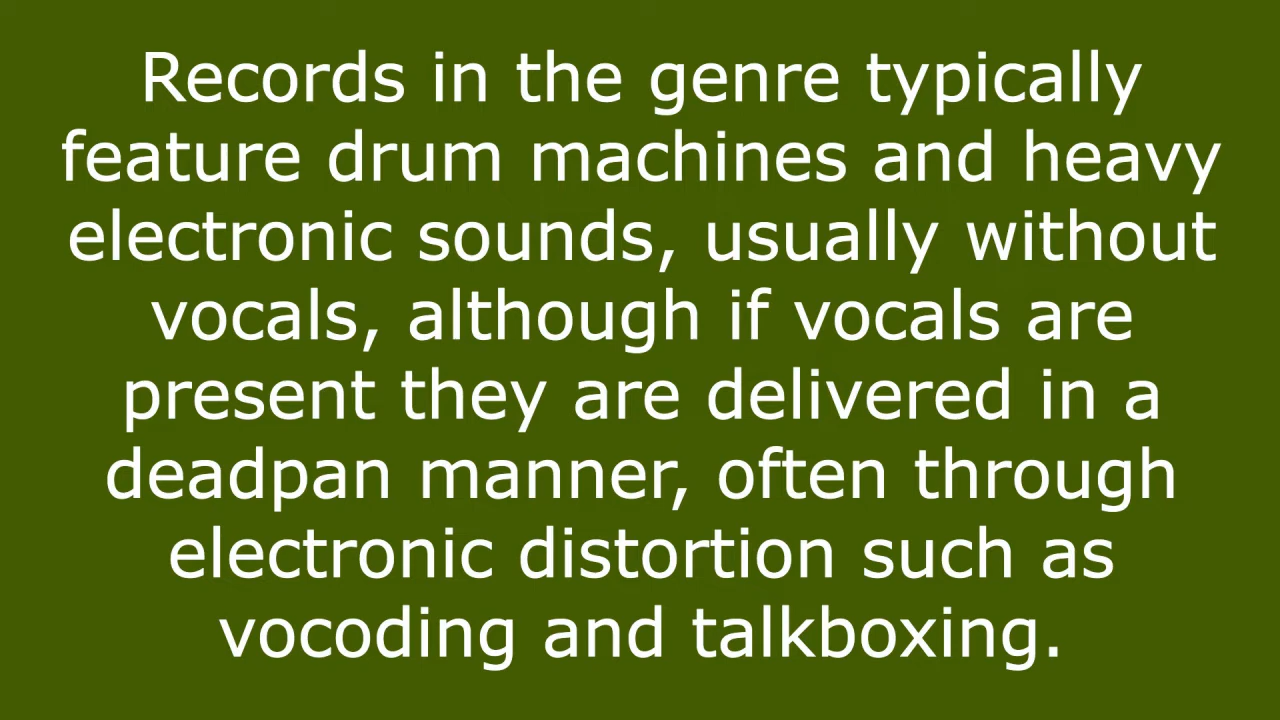 Records in the genre typically
feature drum machines and heavy
electronic sounds, usually without
vocals, although if vocals are
present they are delivered in a
deadpan manner, often through
electronic distortion such as
vocoding and talkboxing.